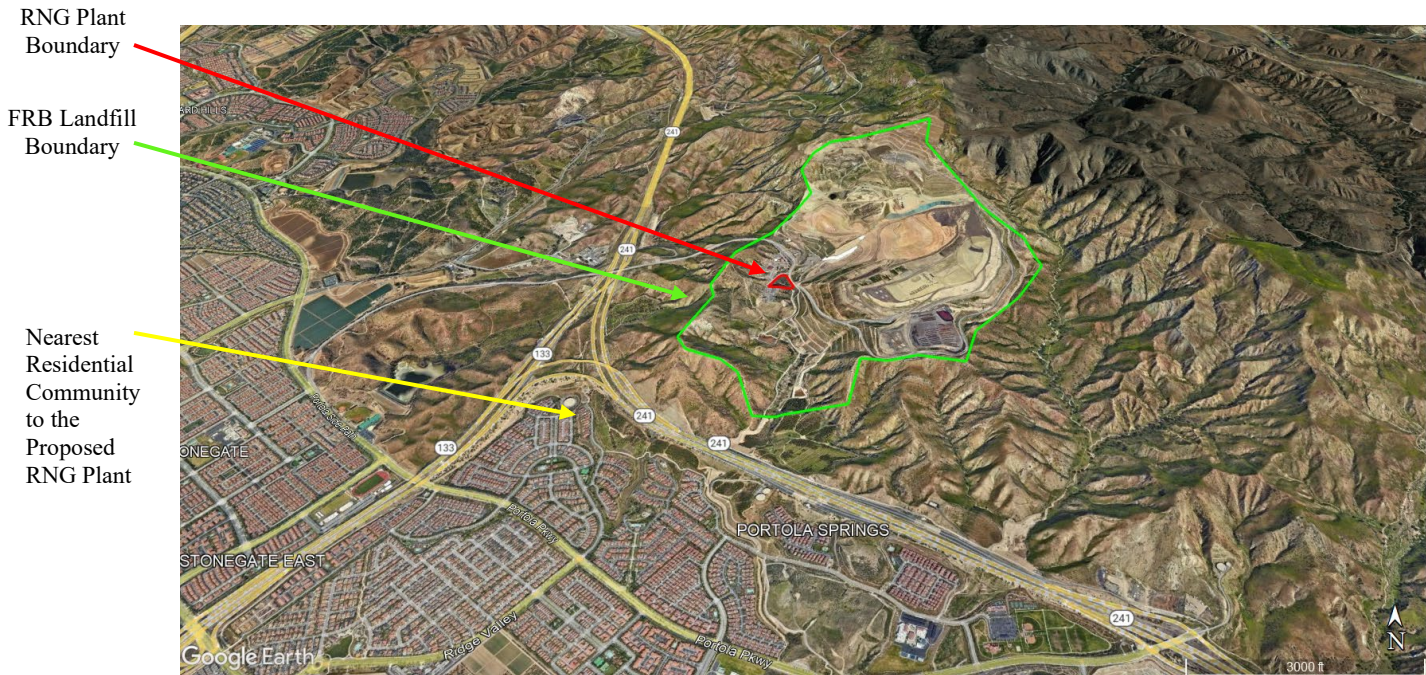 RNG Plant
Boundary
FRB Landfill
Boundary
Nearest
Residential
Community
to the
Proposed
RNG Plant
241
241
133
241
241
133
ONEGATE
Portola Pkwy
PORTOLA SPRINGS
STONEGATE EAST
241
Ridge Valley
Portola Pkwy
Google Earth
N
3000 ft